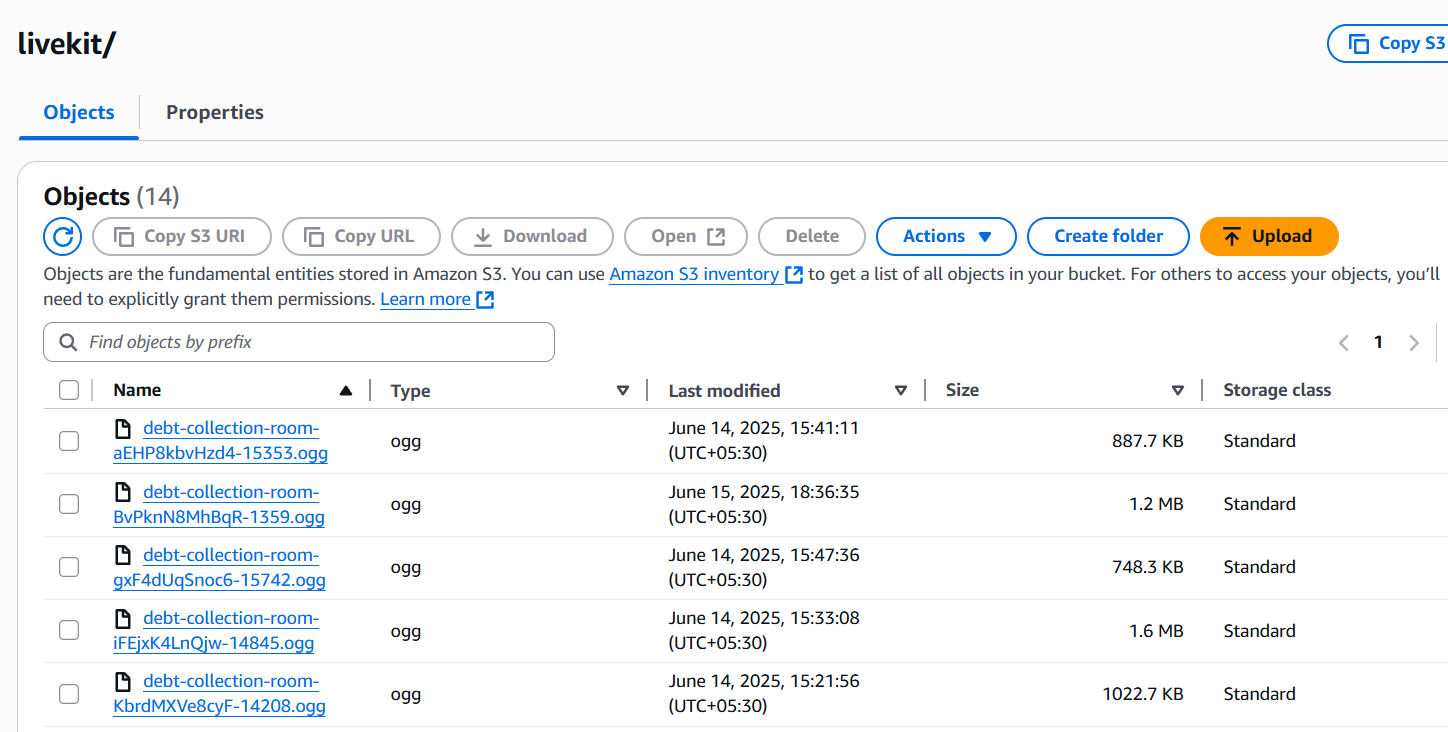 livekit/
Copy S3
Objects
Properties
Objects (14)
Copy S3 URI
Copy URL
Download
Open
Delete
Actions
Create folder
Upload
Objects are the fundamental entities stored in Amazon S3. You can use Amazon S3 inventory to get a list of all objects in your bucket. For others to access your objects, you'll
need to explicitly grant them permissions. Learn more
Find objects by prefix
1
Name
Type
Last modified
Size
Storage class
debt-collection-room-
aEHP8kbvHzd4-15353.ogg
ogg
June 14, 2025, 15:41:11
(UTC+05:30)
887.7 KB
Standard
debt-collection-room-
BvPknN8MhBqR-1359.ogg
ogg
June 15, 2025, 18:36:35
(UTC+05:30)
1.2 MB
Standard
debt-collection-room-
gxF4dUqSnoc6-15742.ogg
ogg
June 14, 2025, 15:47:36
(UTC+05:30)
748.3 KB
Standard
debt-collection-room-
iFEjxK4LnQjw-14845.ogg
ogg
June 14, 2025, 15:33:08
(UTC+05:30)
1.6 MB
Standard
debt-collection-room-
KbrdMXVe8cyF-14208.ogg
ogg
June 14, 2025, 15:21:56
(UTC+05:30)
1022.7 KB
Standard